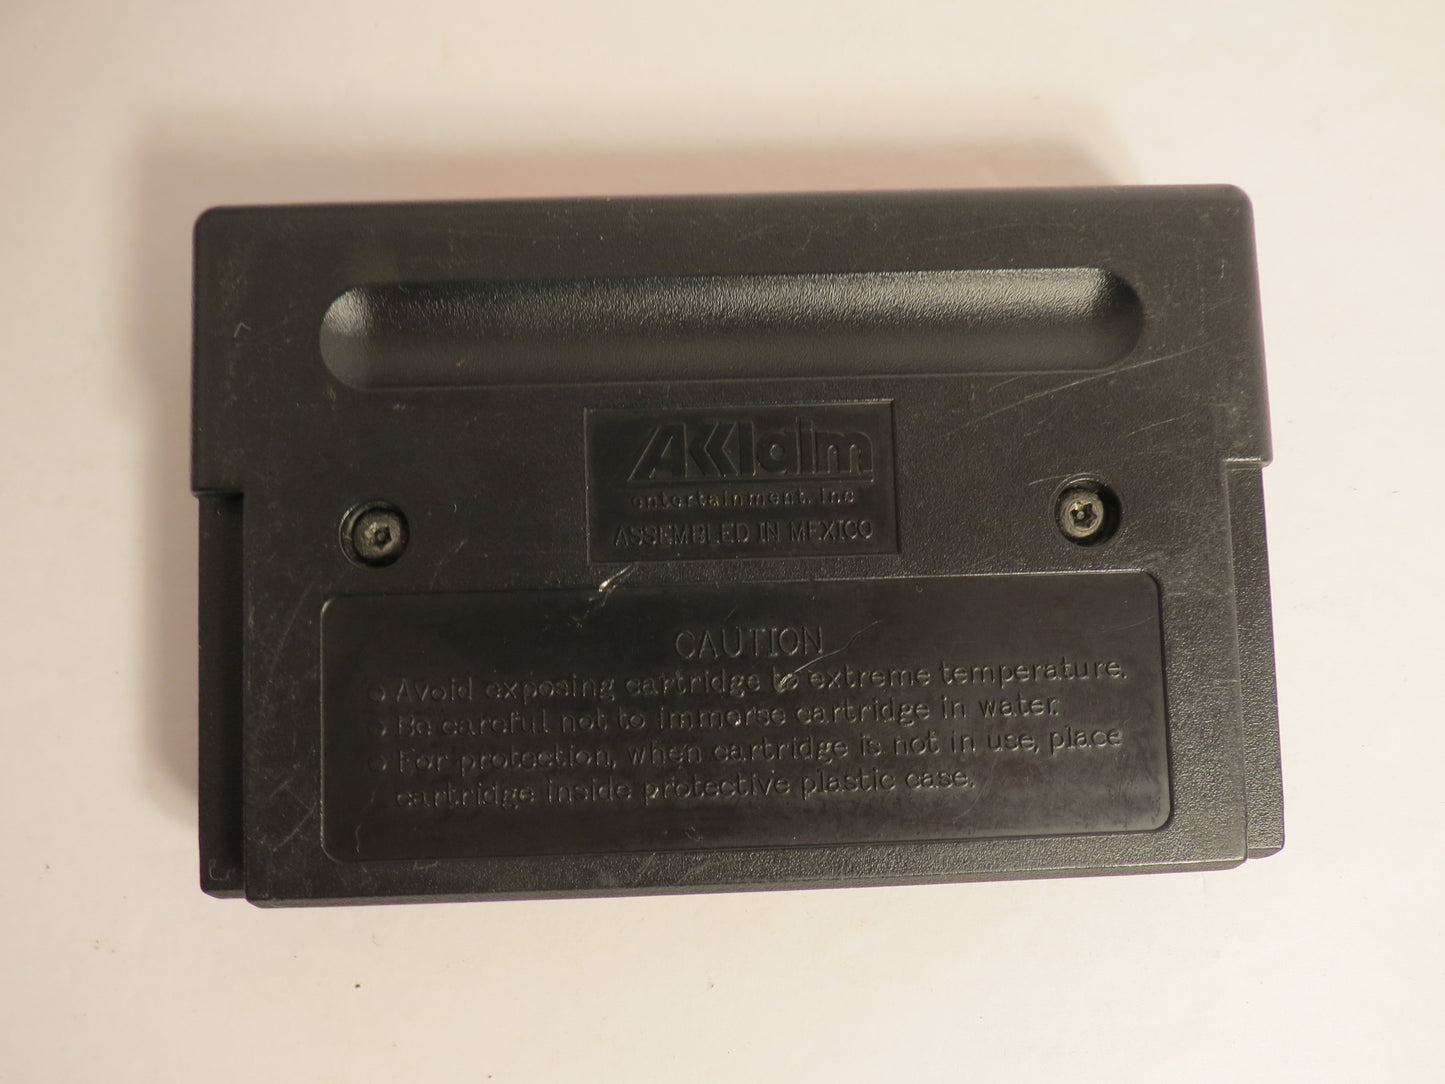 Acclaim
entertainment, inc
ASSEMBLED IN MEXICO
CAUTION
Avoid exposing cartridge to extreme temperature.
Be careful not to immerse cartridge in water.
For protection, when cartridge is not in use, place
cartridge inside protective plastic case.